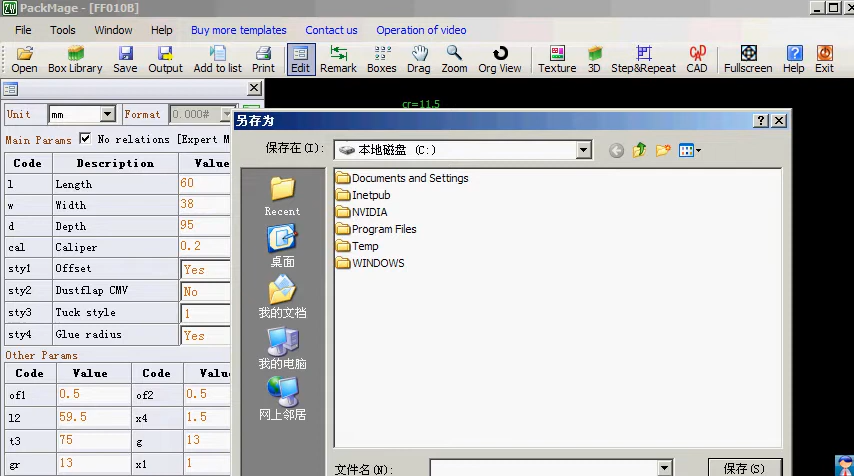 PackMage - [FF010B]
File Tools Window Help Buy more templates Contact us Operation of video
Open Box Library Save Output Add to list Print Edit Remark Boxes Drag Zoom Org View Texture 3D Step&Repeat CAD Fullscreen Help Exit
cr=11.5
Unit mm Format 0.000#
Main Params No relations [Expert M
Code Description Value
l Length 60
w Width 38
d Depth 95
cal Caliper 0.2
sty1 Offset Yes
sty2 Dustflap CMV No
sty3 Tuck style 1
sty4 Glue radius Yes
Other Params
Code Value Code Valu
of1 0.5 of2 0.5
l2 59.5 x4 1.5
t3 75 g 13
gr 13 x1 1
另存为
保存在(I): 本地磁盘 (C:)
Recent
桌面
我的文档
我的电脑
网上邻居
Documents and Settings
Inetpub
NVIDIA
Program Files
Temp
WINDOWS
文件名(N): 保存(S)